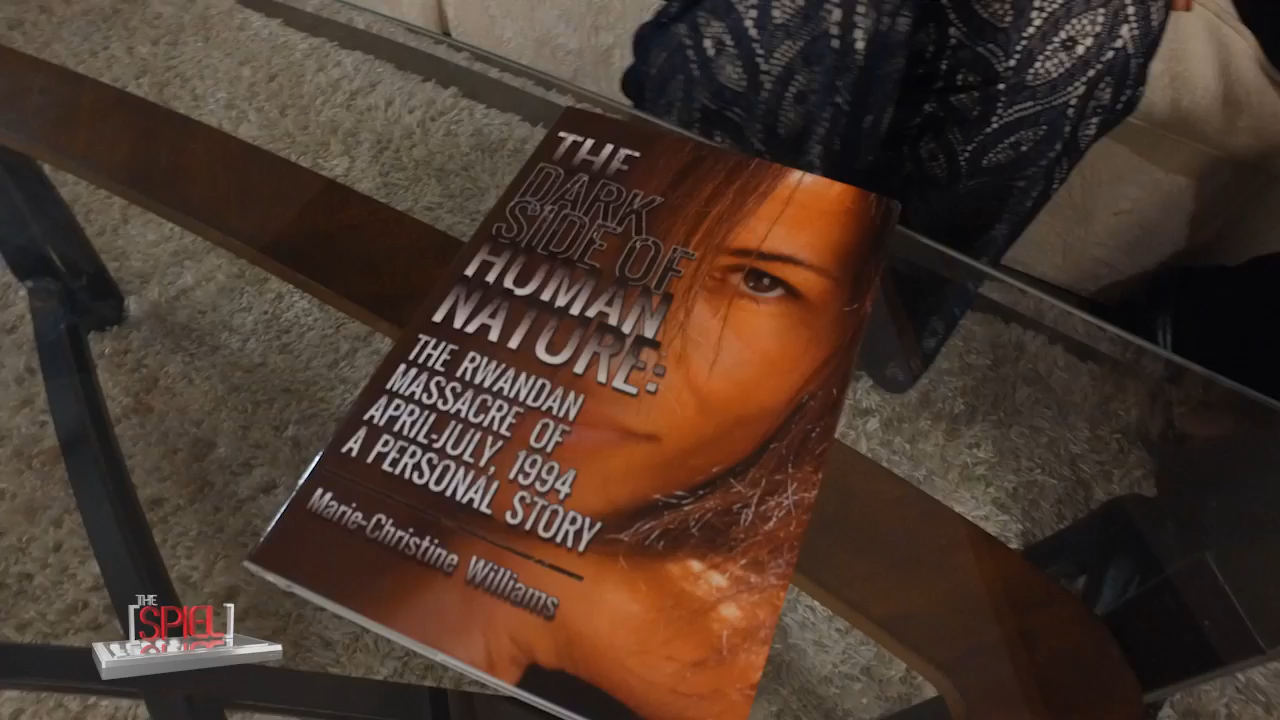 THE
DARK
SIDE OF
HUMAN
NATURE:
THE RWANDAN
MASSACRE OF
APRIL-JULY, 1994
A PERSONAL STORY
Marie-Christine Williams
THE
[SPIEL]